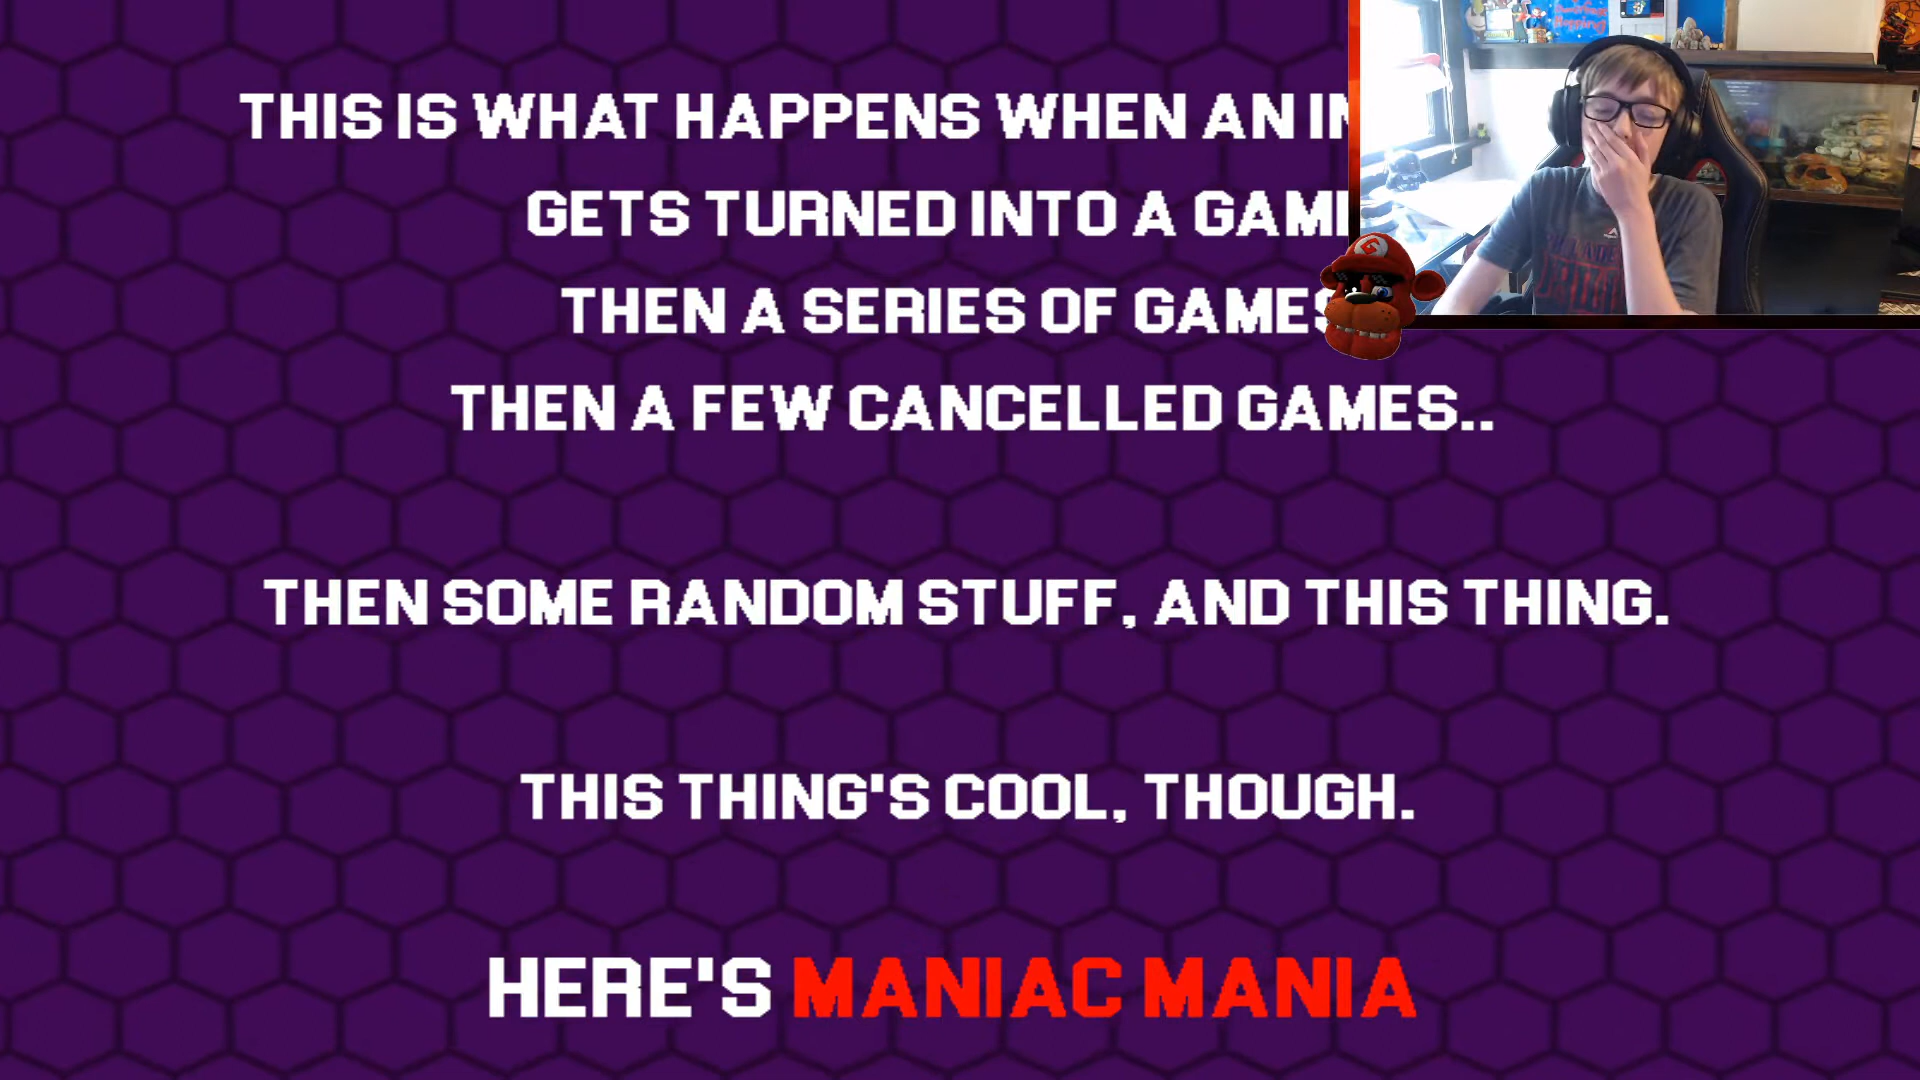 THIS IS WHAT HAPPENS WHEN AN
GETS TURNED INTO A
THEN A SERIES OF GAMES
THEN A FEW CANCELLED GAMES..
THEN SOME RANDOM STUFF, AND THIS THING.
THIS THING'S COOL, THOUGH.
HERE'S MANIAC MANIA